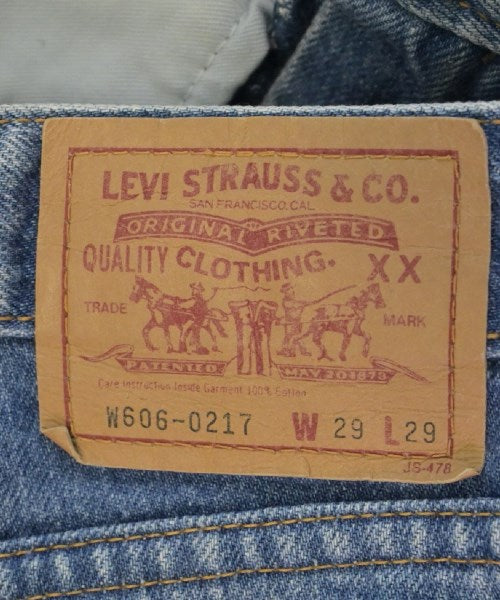 LEVI STRAUSS & CO.
SAN FRANCISCO, CAL.
ORIGINAL RIVETED
QUALITY CLOTHING. XX
TRADE MARK
PATENTED MAY 20 1873
Care Instruction Inside Garment 100% Cotton
W606-0217 W 29 L 29
JS-478